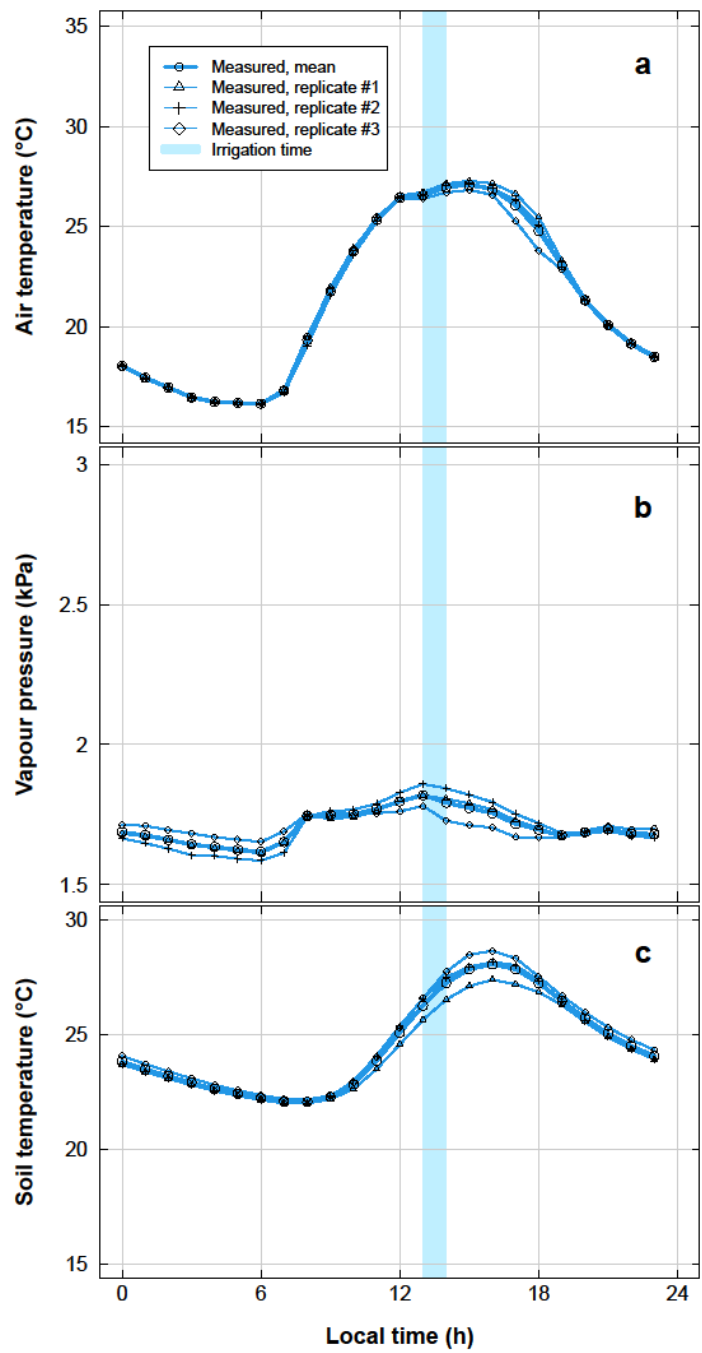 35
30
25
20
15
Air temperature (°C)
Measured, mean
Measured, replicate #1
Measured, replicate #2
Measured, replicate #3
Irrigation time
a
3
2.5
2
1.5
Vapour pressure (kPa)
b
30
25
20
15
Soil temperature (°C)
c
0 6 12 18 24
Local time (h)